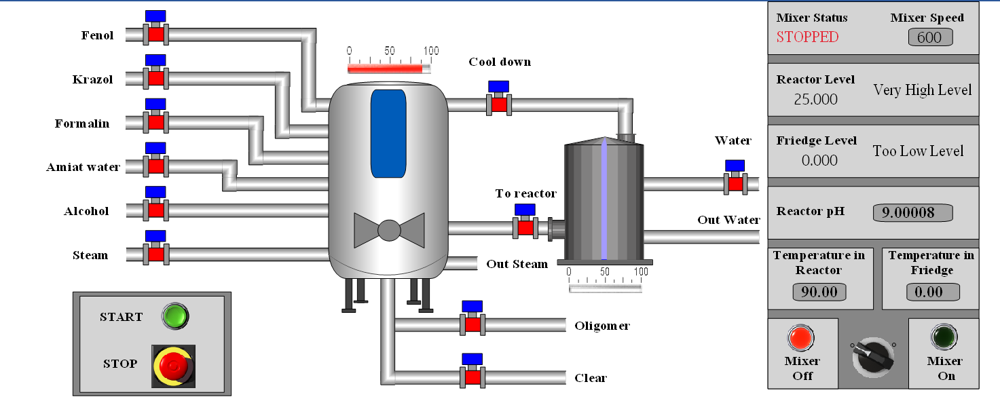 Fenol
Krazol
Formalin
Amiat water
Alcohol
Steam
START
STOP
0 50 100
Cool down
To reactor
Out Steam
0 50 100
Oligomer
Clear
Water
Out Water
Mixer Status Mixer Speed
STOPPED 600
Reactor Level
25.000 Very High Level
Friedge Level
0.000 Too Low Level
Reactor pH 9.00008
Temperature in
Reactor
90.00
Temperature in
Friedge
0.00
Mixer
Off
Mixer
On